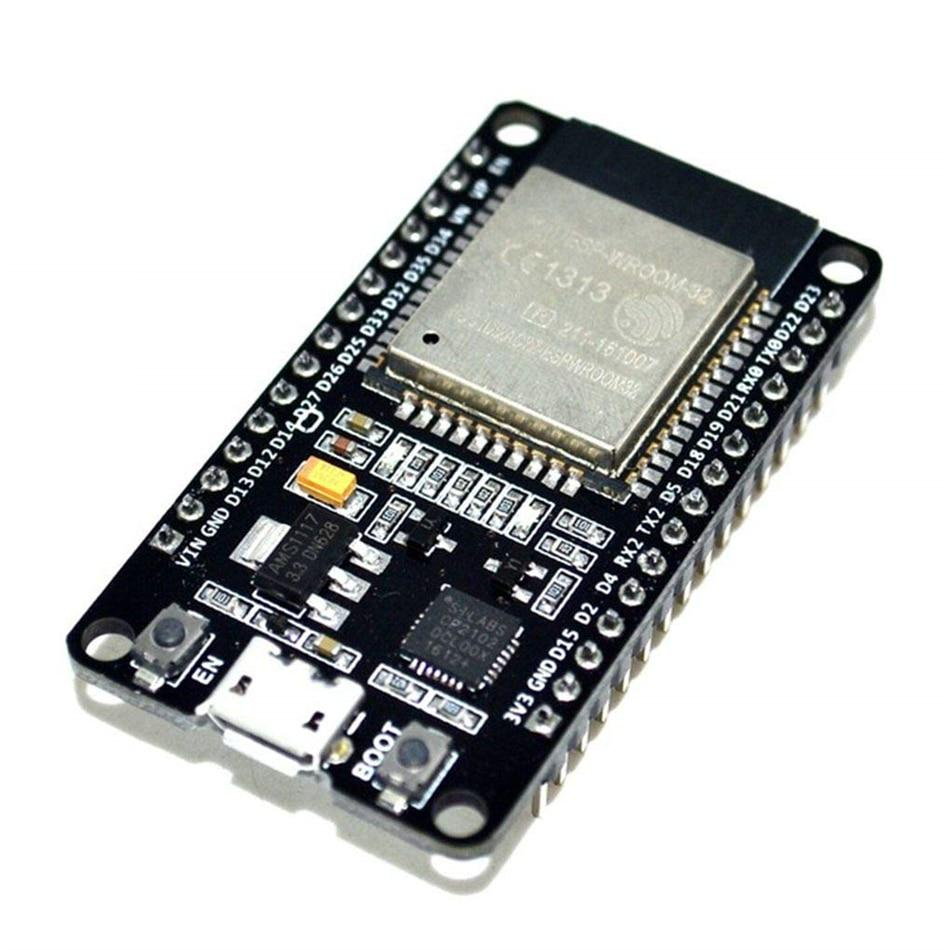 EN
VP
VN
D34
D35
D32
D33
D25
D26
D27
D14
D12
D13
GND
VIN
ESP-WROOM-32
CE1313
211-161007
D23
D22
TX0
RX0
D21
D19
D18
D5
TX2
RX2
D4
D2
D15
GND
3V3
AMS1117
3.3 DN628
SILABS
CP2102
DCL00X
1612+
EN
BOOT